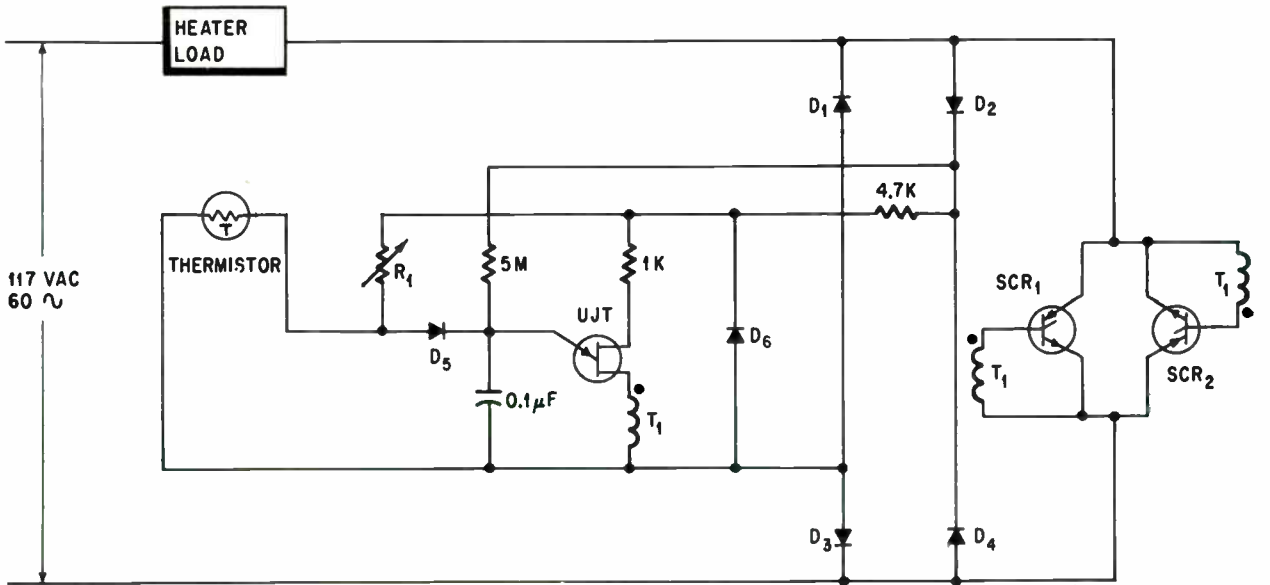 HEATER
LOAD
D1
D2
4.7K
T
THERMISTOR
R1
5M
1K
117 VAC
60 ∿
SCR1
T1
UJT
D6
D5
T1
SCR2
0.1µF
T1
D3
D4